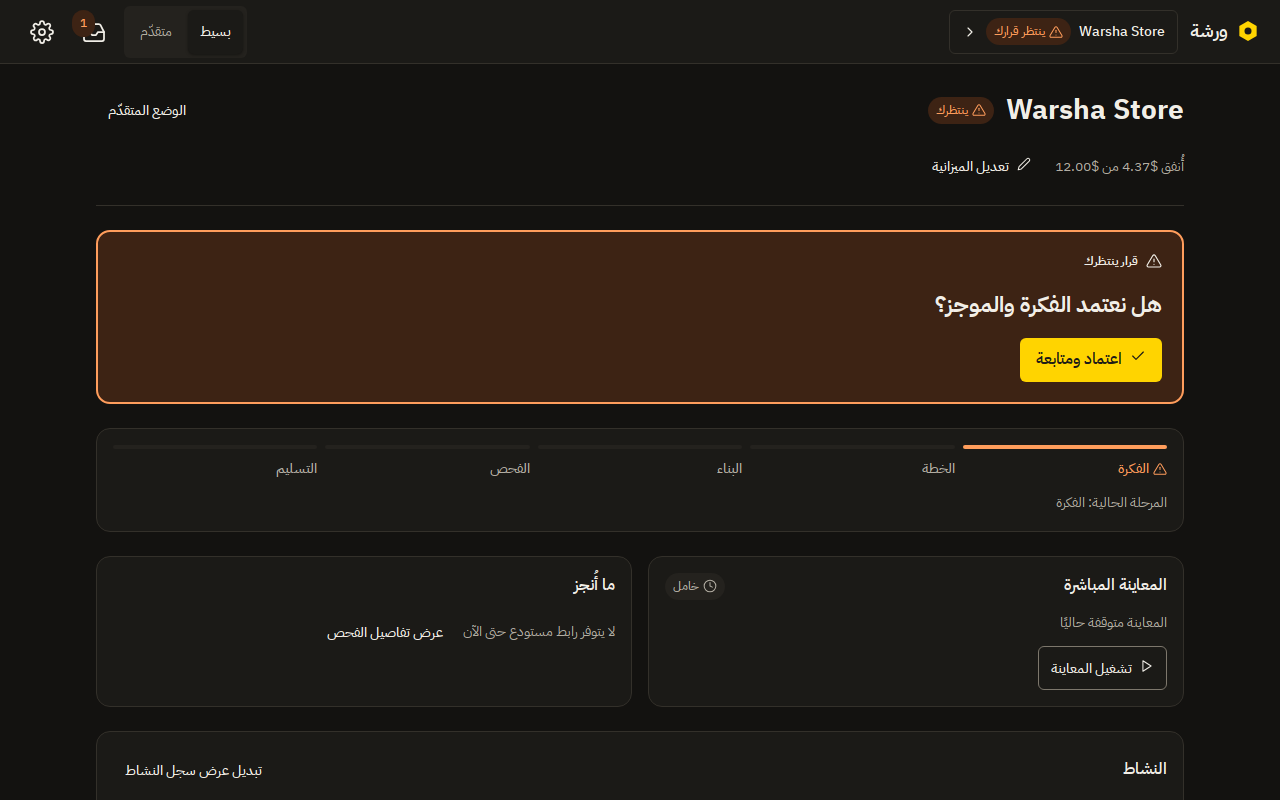 ورشة
Warsha Store ينتظر قرارك
بسيط متقدّم
1
Warsha Store ينتظرك
الوضع المتقدّم
أُنفق $4.37 من $12.00 تعديل الميزانية
قرار ينتظرك
هل نعتمد الفكرة والموجز؟
اعتماد ومتابعة
الفكرة الخطة البناء الفحص التسليم
المرحلة الحالية: الفكرة
المعاينة المباشرة خامل
المعاينة متوقفة حاليًا
تشغيل المعاينة
ما أُنجز
لا يتوفر رابط مستودع حتى الآن عرض تفاصيل الفحص
النشاط تبديل عرض سجل النشاط